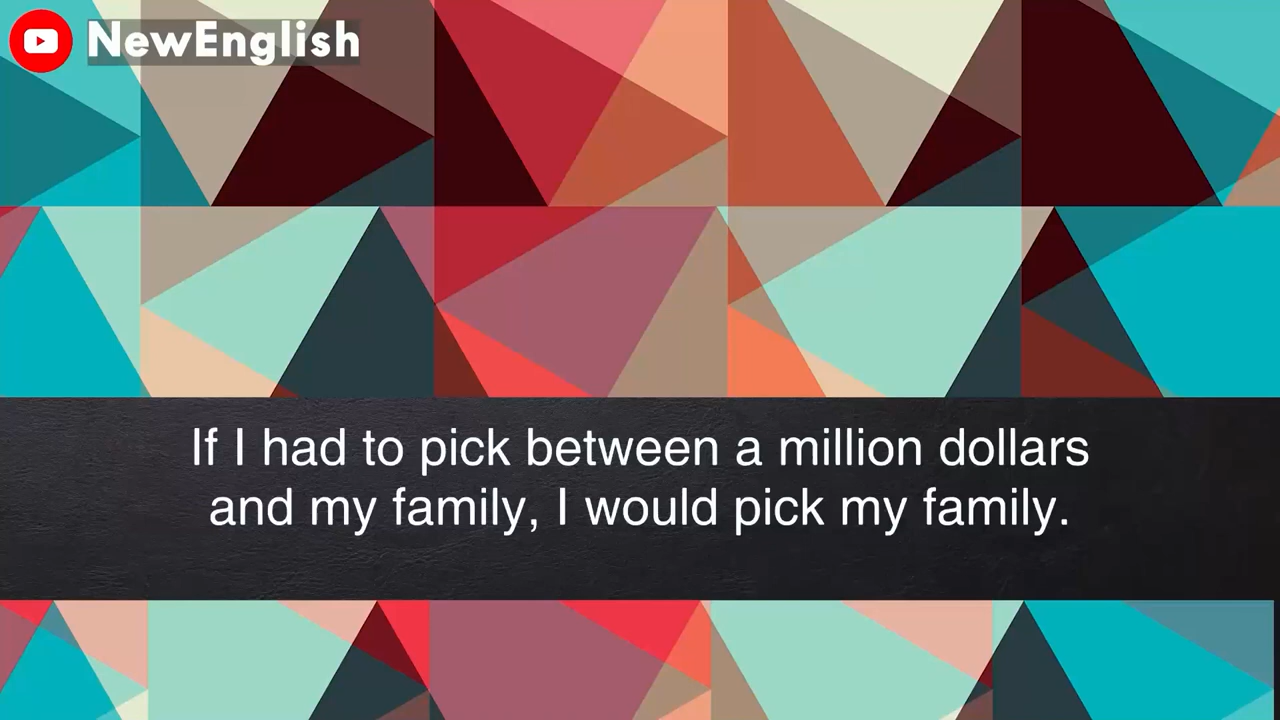 NewEnglish
If I had to pick between a million dollars
and my family, I would pick my family.